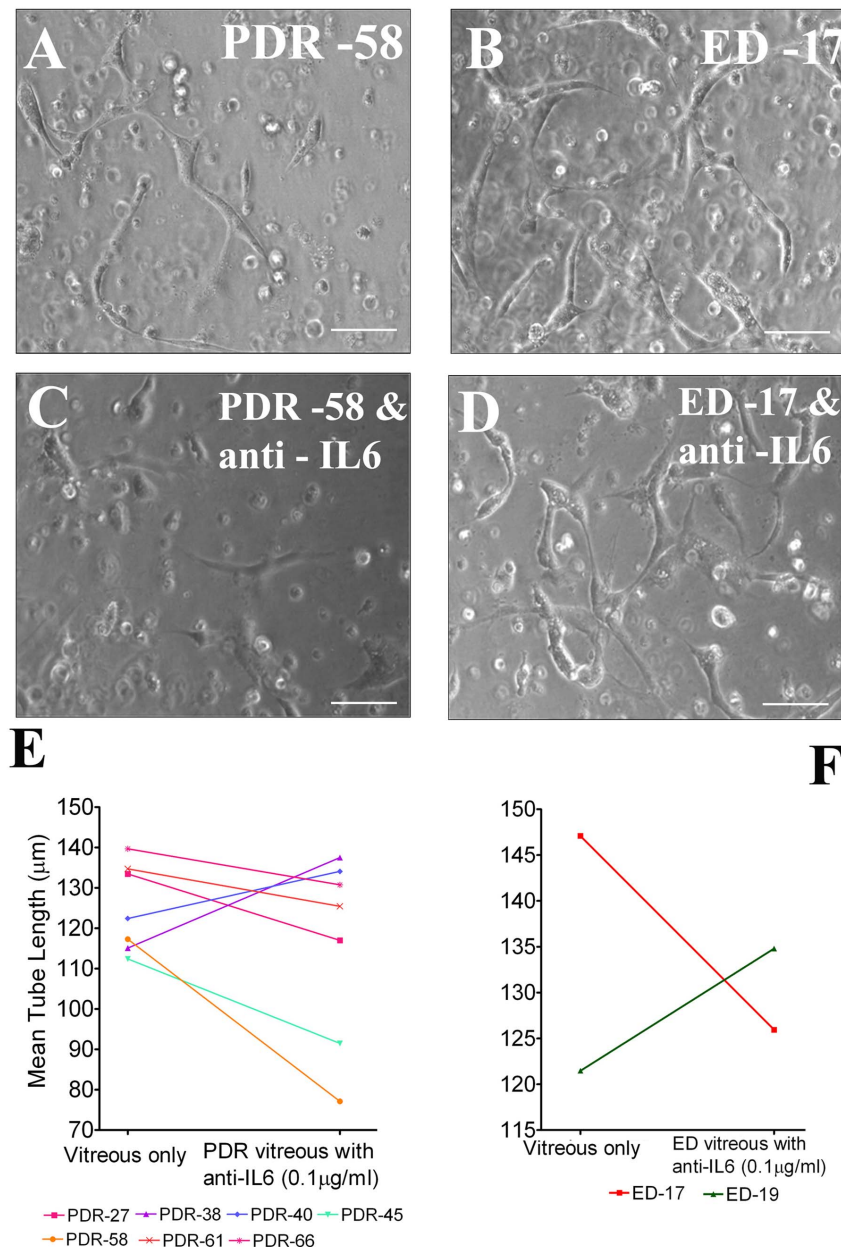 A
PDR -58
B
ED -17
C
PDR -58 &
anti - IL6
D
ED -17 &
anti -IL6
E
F
Mean Tube Length (μm)
150
140
130
120
110
100
90
80
70
Vitreous only
PDR vitreous with
anti-IL6 (0.1μg/ml)
PDR-27
PDR-38
PDR-40
PDR-45
PDR-58
PDR-61
PDR-66
150
145
140
135
130
125
120
115
Vitreous only
ED vitreous with
anti-IL6 (0.1μg/ml)
ED-17
ED-19